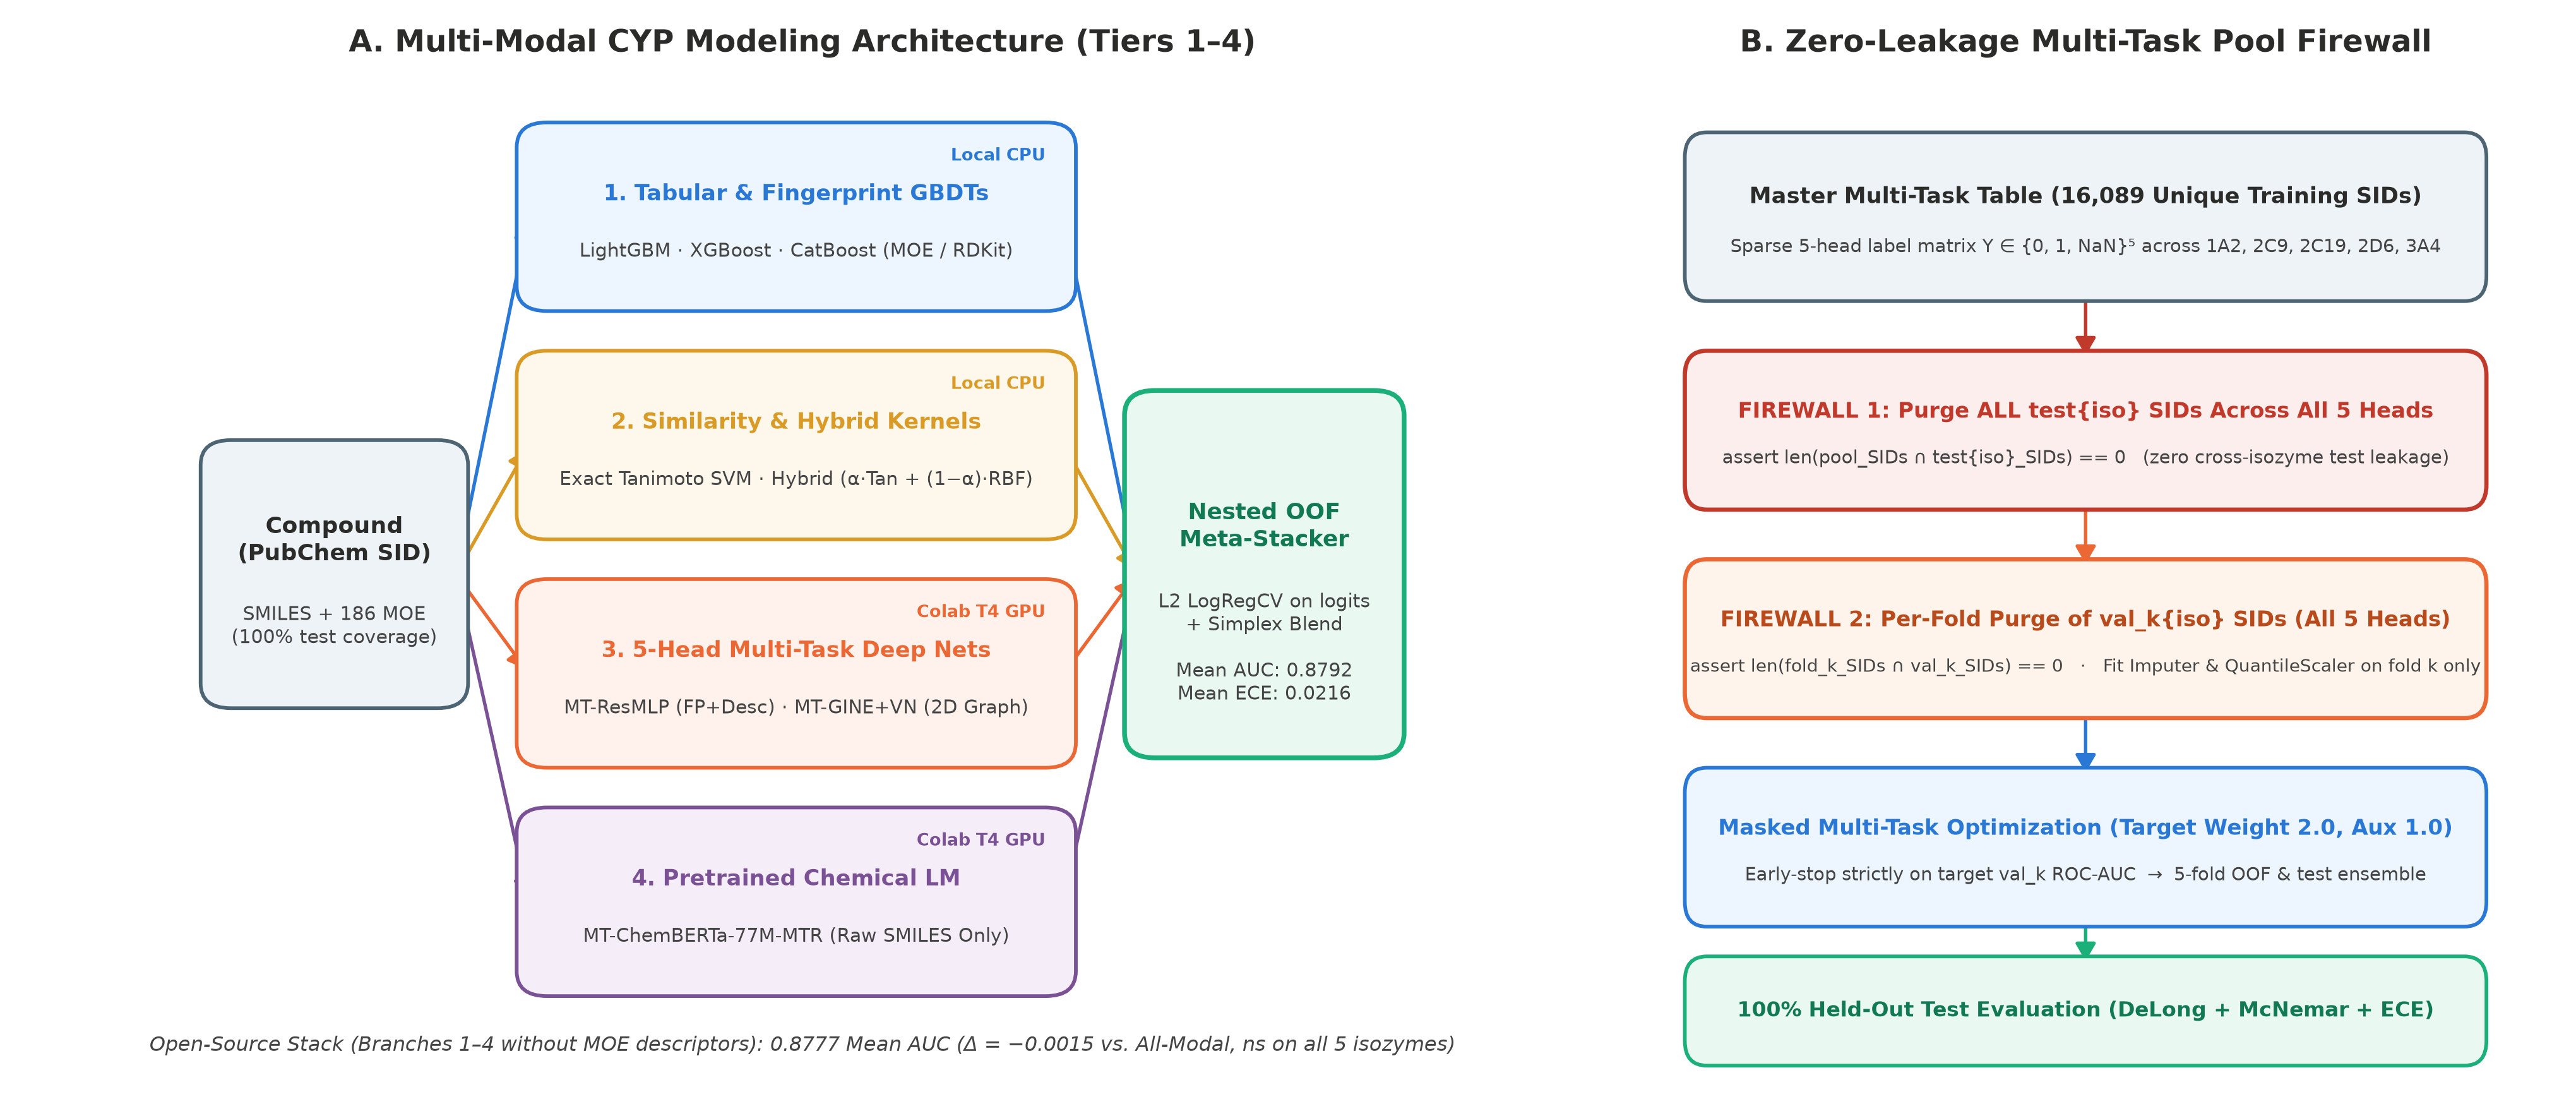 A. Multi-Modal CYP Modeling Architecture (Tiers 1–4)
Compound
(PubChem SID)
SMILES + 186 MOE
(100% test coverage)
Local CPU
1. Tabular & Fingerprint GBDTs
LightGBM · XGBoost · CatBoost (MOE / RDKit)
Local CPU
2. Similarity & Hybrid Kernels
Exact Tanimoto SVM · Hybrid (α·Tan + (1−α)·RBF)
Colab T4 GPU
3. 5-Head Multi-Task Deep Nets
MT-ResMLP (FP+Desc) · MT-GINE+VN (2D Graph)
Colab T4 GPU
4. Pretrained Chemical LM
MT-ChemBERTa-77M-MTR (Raw SMILES Only)
Nested OOF
Meta-Stacker
L2 LogRegCV on logits
+ Simplex Blend
Mean AUC: 0.8792
Mean ECE: 0.0216
Open-Source Stack (Branches 1–4 without MOE descriptors): 0.8777 Mean AUC (Δ = −0.0015 vs. All-Modal, ns on all 5 isozymes)
B. Zero-Leakage Multi-Task Pool Firewall
Master Multi-Task Table (16,089 Unique Training SIDs)
Sparse 5-head label matrix Y ∈ {0, 1, NaN}⁵ across 1A2, 2C9, 2C19, 2D6, 3A4
FIREWALL 1: Purge ALL test{iso} SIDs Across All 5 Heads
assert len(pool_SIDs ∩ test{iso}_SIDs) == 0   (zero cross-isozyme test leakage)
FIREWALL 2: Per-Fold Purge of val_k{iso} SIDs (All 5 Heads)
assert len(fold_k_SIDs ∩ val_k_SIDs) == 0   ·   Fit Imputer & QuantileScaler on fold k only
Masked Multi-Task Optimization (Target Weight 2.0, Aux 1.0)
Early-stop strictly on target val_k ROC-AUC → 5-fold OOF & test ensemble
100% Held-Out Test Evaluation (DeLong + McNemar + ECE)